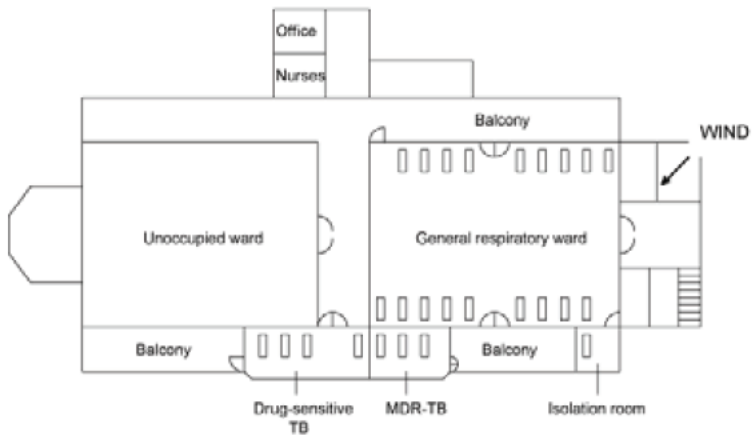 Office
Nurses
Balcony
WIND
Unoccupied ward
General respiratory ward
Balcony
Balcony
Drug-sensitive
TB
MDR-TB
Isolation room